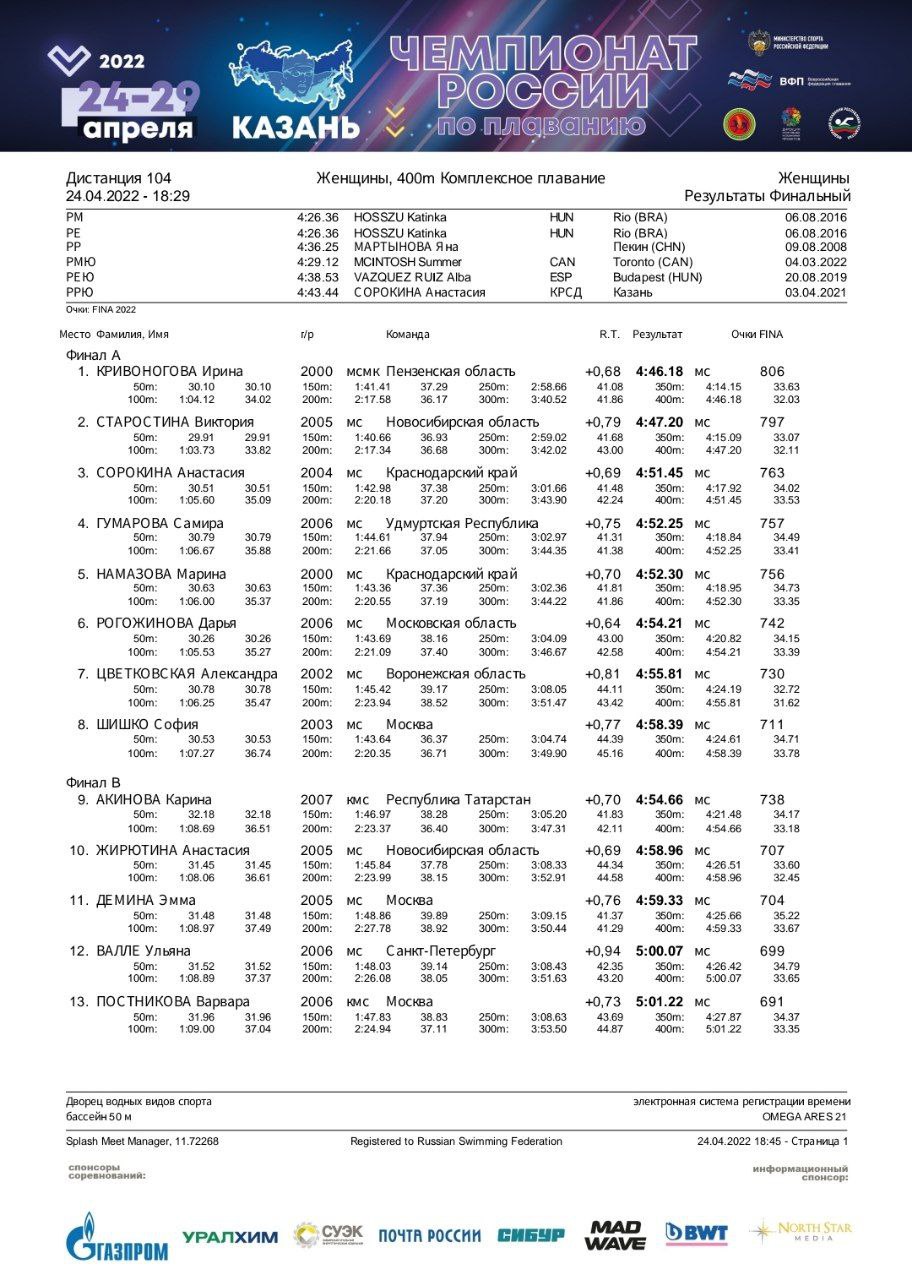 2022
24-29
апреля
КАЗАНЬ
ЧЕМПИОНАТ
РОССИИ
по плаванию
МИНИСТЕРСТВО СПОРТА
РОССИЙСКОЙ ФЕДЕРАЦИИ
ВФП Всероссийская федерация плавания
Дистанция 104 Женщины, 400m Комплексное плавание Женщины
24.04.2022 - 18:29 Результаты Финальный
РМ 4:26.36 HOSSZU Katinka HUN Rio (BRA) 06.08.2016
РЕ 4:26.36 HOSSZU Katinka HUN Rio (BRA) 06.08.2016
РР 4:36.25 МАРТЫНОВА Яна Пекин (CHN) 09.08.2008
РМЮ 4:29.12 MCINTOSH Summer CAN Toronto (CAN) 04.03.2022
РЕЮ 4:38.53 VAZQUEZ RUIZ Alba ESP Budapest (HUN) 20.08.2019
РРЮ 4:43.44 СОРОКИНА Анастасия КРСД Казань 03.04.2021
Очки: FINA 2022
Место Фамилия, Имя г/р Команда R.T. Результат Очки FINA
Финал A
1. КРИВОНОГОВА Ирина 2000 мсмк Пензенская область +0,68 4:46.18 мс 806
50m: 30.10 30.10 150m: 1:41.41 37.29 250m: 2:58.66 41.08 350m: 4:14.15 33.63
100m: 1:04.12 34.02 200m: 2:17.58 36.17 300m: 3:40.52 41.86 400m: 4:46.18 32.03
2. СТАРОСТИНА Виктория 2005 мс Новосибирская область +0,79 4:47.20 мс 797
50m: 29.91 29.91 150m: 1:40.66 36.93 250m: 2:59.02 41.68 350m: 4:15.09 33.07
100m: 1:03.73 33.82 200m: 2:17.34 36.68 300m: 3:42.02 43.00 400m: 4:47.20 32.11
3. СОРОКИНА Анастасия 2004 мс Краснодарский край +0,69 4:51.45 мс 763
50m: 30.51 30.51 150m: 1:42.98 37.38 250m: 3:01.66 41.48 350m: 4:17.92 34.02
100m: 1:05.60 35.09 200m: 2:20.18 37.20 300m: 3:43.90 42.24 400m: 4:51.45 33.53
4. ГУМАРОВА Самира 2006 мс Удмуртская Республика +0,75 4:52.25 мс 757
50m: 30.79 30.79 150m: 1:44.61 37.94 250m: 3:02.97 41.31 350m: 4:18.84 34.49
100m: 1:06.67 35.88 200m: 2:21.66 37.05 300m: 3:44.35 41.38 400m: 4:52.25 33.41
5. НАМАЗОВА Марина 2000 мс Краснодарский край +0,70 4:52.30 мс 756
50m: 30.63 30.63 150m: 1:43.36 37.36 250m: 3:02.36 41.81 350m: 4:18.95 34.73
100m: 1:06.00 35.37 200m: 2:20.55 37.19 300m: 3:44.22 41.86 400m: 4:52.30 33.35
6. РОГОЖИНОВА Дарья 2006 мс Московская область +0,64 4:54.21 мс 742
50m: 30.26 30.26 150m: 1:43.69 38.16 250m: 3:04.09 43.00 350m: 4:20.82 34.15
100m: 1:05.53 35.27 200m: 2:21.09 37.40 300m: 3:46.67 42.58 400m: 4:54.21 33.39
7. ЦВЕТКОВСКАЯ Александра 2002 мс Воронежская область +0,81 4:55.81 мс 730
50m: 30.78 30.78 150m: 1:45.42 39.17 250m: 3:08.05 44.11 350m: 4:24.19 32.72
100m: 1:06.25 35.47 200m: 2:23.94 38.52 300m: 3:51.47 43.42 400m: 4:55.81 31.62
8. ШИШКО София 2003 мс Москва +0,77 4:58.39 мс 711
50m: 30.53 30.53 150m: 1:43.64 36.37 250m: 3:04.74 44.39 350m: 4:24.61 34.71
100m: 1:07.27 36.74 200m: 2:20.35 36.71 300m: 3:49.90 45.16 400m: 4:58.39 33.78
Финал B
9. АКИНОВА Карина 2007 кмс Республика Татарстан +0,70 4:54.66 мс 738
50m: 32.18 32.18 150m: 1:46.97 38.28 250m: 3:05.20 41.83 350m: 4:21.48 34.17
100m: 1:08.69 36.51 200m: 2:23.37 36.40 300m: 3:47.31 42.11 400m: 4:54.66 33.18
10. ЖИРЮТИНА Анастасия 2005 мс Новосибирская область +0,69 4:58.96 мс 707
50m: 31.45 31.45 150m: 1:45.84 37.78 250m: 3:08.33 44.34 350m: 4:26.51 33.60
100m: 1:08.06 36.61 200m: 2:23.99 38.15 300m: 3:52.91 44.58 400m: 4:58.96 32.45
11. ДЕМИНА Эмма 2005 мс Москва +0,76 4:59.33 мс 704
50m: 31.48 31.48 150m: 1:48.86 39.89 250m: 3:09.15 41.37 350m: 4:25.66 35.22
100m: 1:08.97 37.49 200m: 2:27.78 38.92 300m: 3:50.44 41.29 400m: 4:59.33 33.67
12. ВАЛЛЕ Ульяна 2006 мс Санкт-Петербург +0,94 5:00.07 мс 699
50m: 31.52 31.52 150m: 1:48.03 39.14 250m: 3:08.43 42.35 350m: 4:26.42 34.79
100m: 1:08.89 37.37 200m: 2:26.08 38.05 300m: 3:51.63 43.20 400m: 5:00.07 33.65
13. ПОСТНИКОВА Варвара 2006 кмс Москва +0,73 5:01.22 мс 691
50m: 31.96 31.96 150m: 1:47.83 38.83 250m: 3:08.63 43.69 350m: 4:27.87 34.37
100m: 1:09.00 37.04 200m: 2:24.94 37.11 300m: 3:53.50 44.87 400m: 5:01.22 33.35
Дворец водных видов спорта электронная система регистрации времени
бассейн 50 м OMEGA ARES 21
Splash Meet Manager, 11.72268 Registered to Russian Swimming Federation 24.04.2022 18:45 - Страница 1
спонсоры
соревнований:
информационный
спонсор:
ГАЗПРОМ УРАЛХИМ СУЭК ПОЧТА РОССИИ СИБУР MAD WAVE BWT NORTH STAR MEDIA